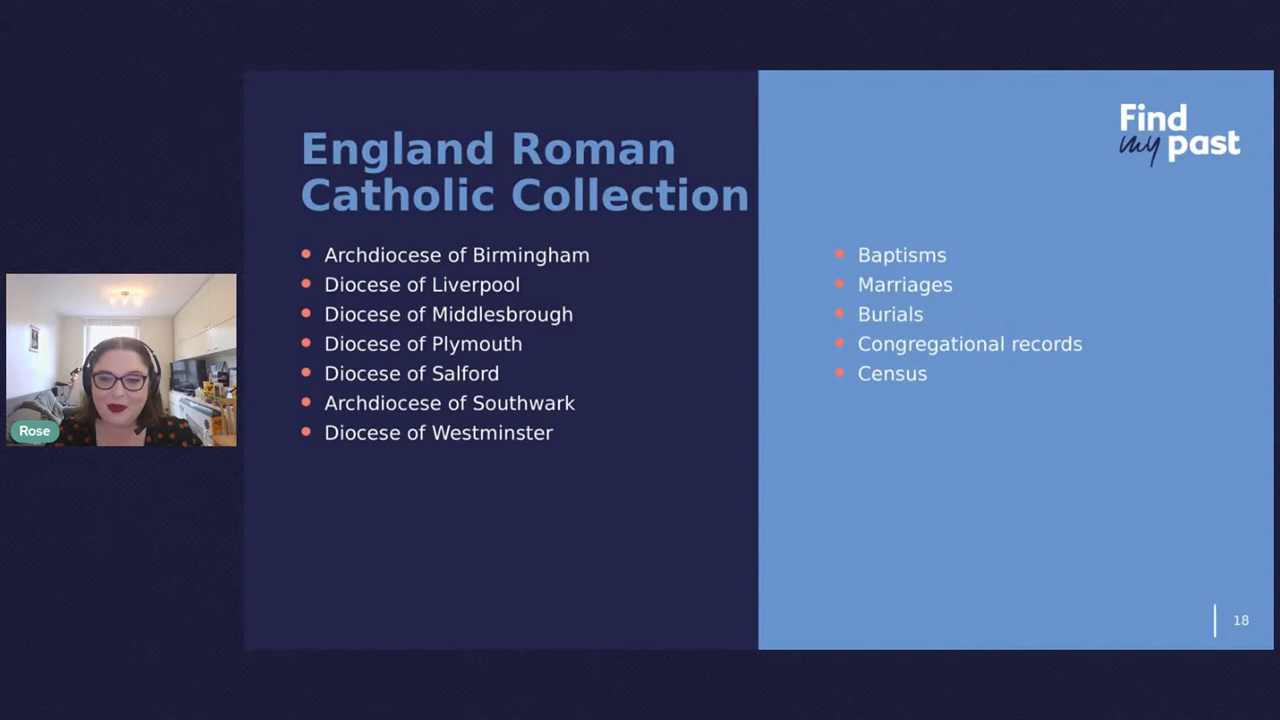 England Roman
Catholic Collection
Archdiocese of Birmingham
Diocese of Liverpool
Diocese of Middlesbrough
Diocese of Plymouth
Diocese of Salford
Archdiocese of Southwark
Diocese of Westminster
Find
my past
Baptisms
Marriages
Burials
Congregational records
Census
Rose
18